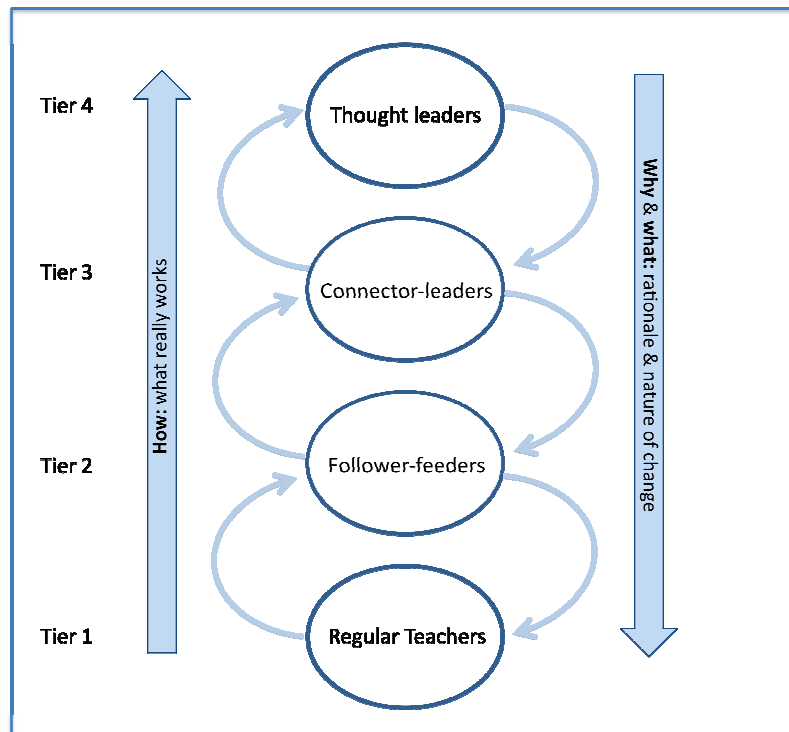 Tier 4
Thought leaders
Tier 3
Connector-leaders
Tier 2
Follower-feeders
Tier 1
Regular Teachers
How: what really works
Why & what: rationale & nature of change